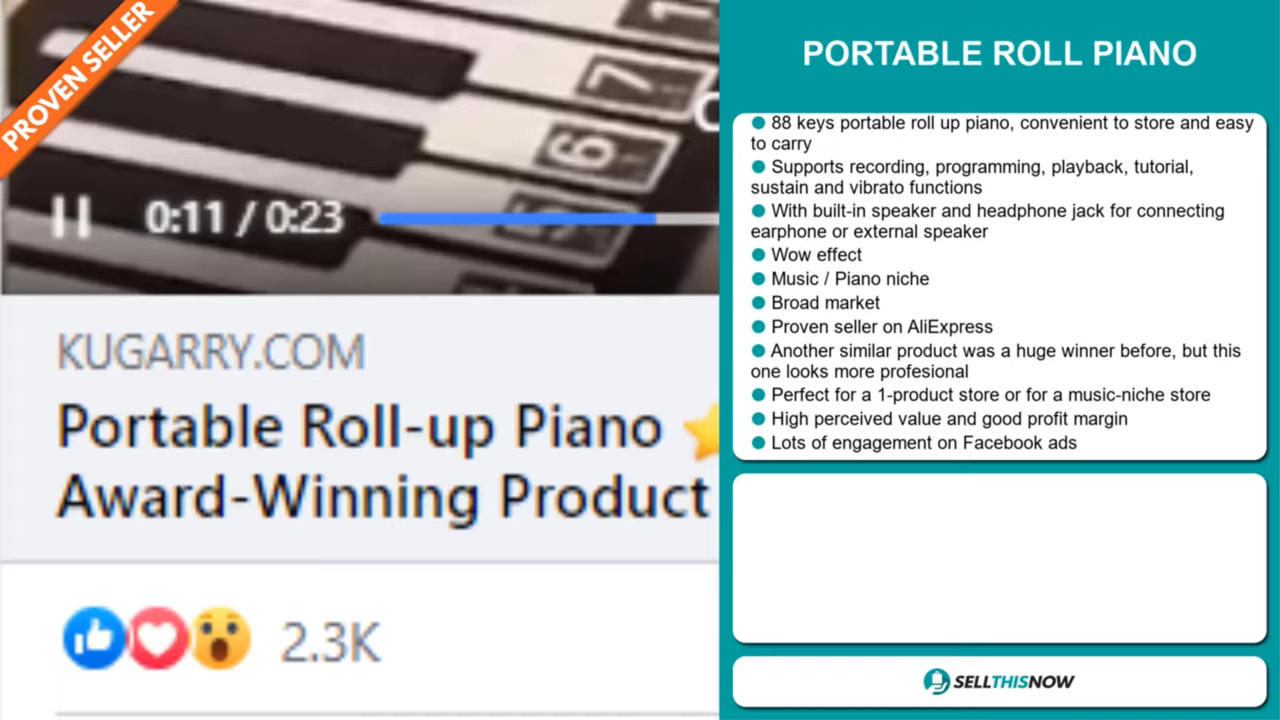 PROVEN SELLER
7
6
0:11 / 0:23
KUGARRY.COM
Portable Roll-up Piano ⭐
Award-Winning Product
2.3K
PORTABLE ROLL PIANO
● 88 keys portable roll up piano, convenient to store and easy
to carry
● Supports recording, programming, playback, tutorial,
sustain and vibrato functions
● With built-in speaker and headphone jack for connecting
earphone or external speaker
● Wow effect
● Music / Piano niche
● Broad market
● Proven seller on AliExpress
● Another similar product was a huge winner before, but this
one looks more profesional
● Perfect for a 1-product store or for a music-niche store
● High perceived value and good profit margin
● Lots of engagement on Facebook ads
SELLTHISNOW